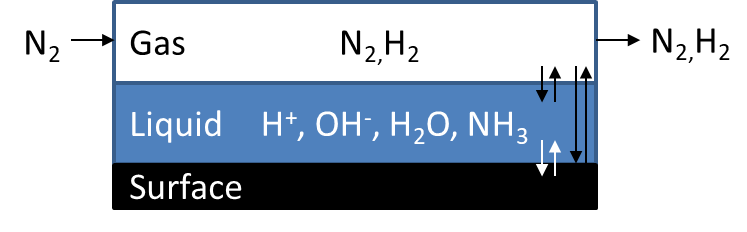 N₂ Gas N₂,H₂ N₂,H₂
Liquid H⁺, OH⁻, H₂O, NH₃
Surface